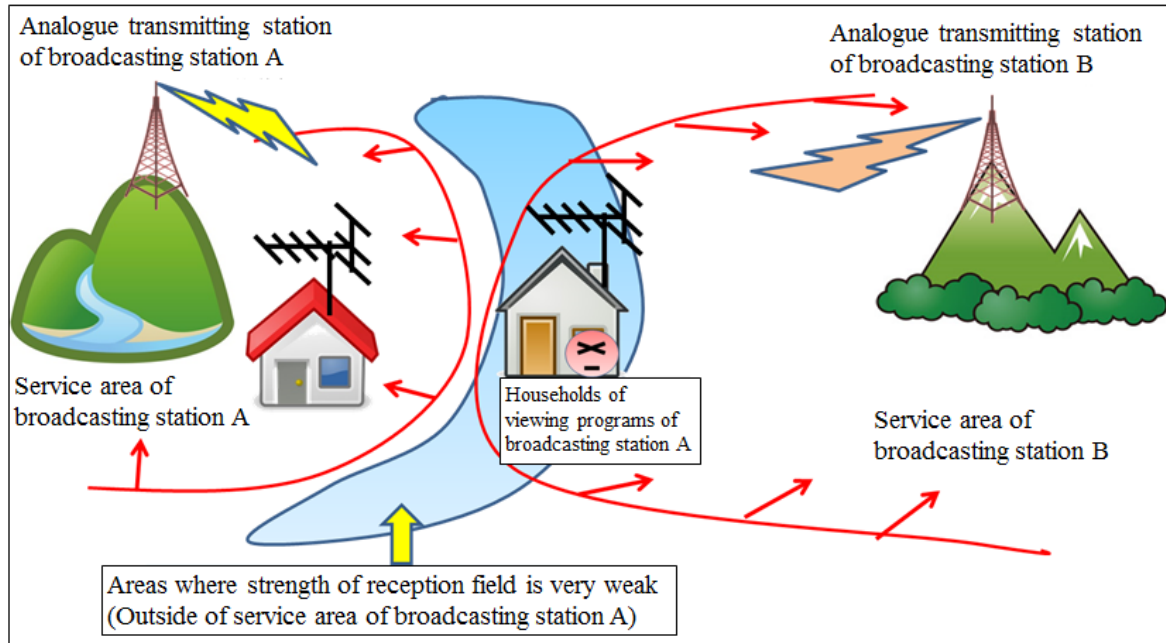 Analogue transmitting station
of broadcasting station A
Analogue transmitting station
of broadcasting station B
Service area of
broadcasting station A
Households of
viewing programs of
broadcasting station A
Service area of
broadcasting station B
Areas where strength of reception field is very weak
(Outside of service area of broadcasting station A)